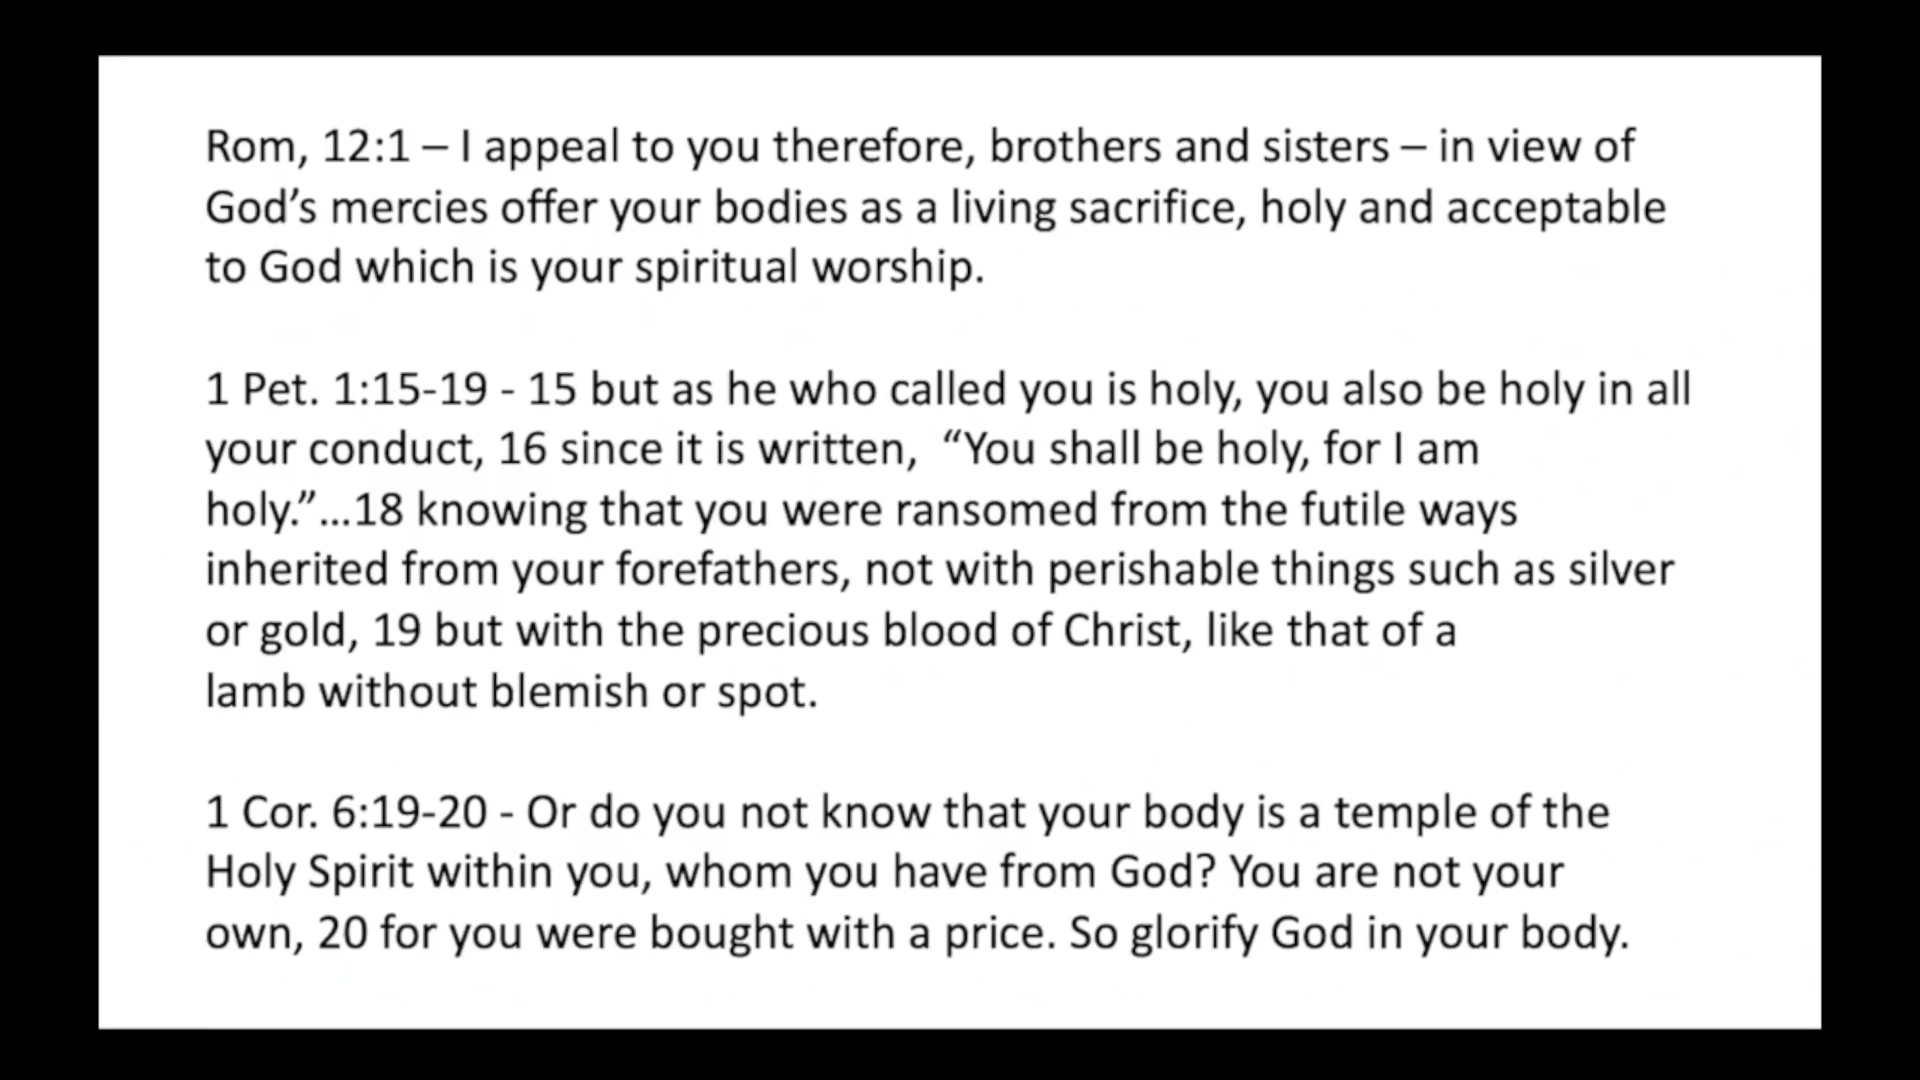 Rom, 12:1 – I appeal to you therefore, brothers and sisters – in view of
God’s mercies offer your bodies as a living sacrifice, holy and acceptable
to God which is your spiritual worship.
1 Pet. 1:15-19 - 15 but as he who called you is holy, you also be holy in all
your conduct, 16 since it is written,  “You shall be holy, for I am
holy.”…18 knowing that you were ransomed from the futile ways
inherited from your forefathers, not with perishable things such as silver
or gold, 19 but with the precious blood of Christ, like that of a
lamb without blemish or spot.
1 Cor. 6:19-20 - Or do you not know that your body is a temple of the
Holy Spirit within you, whom you have from God? You are not your
own, 20 for you were bought with a price. So glorify God in your body.